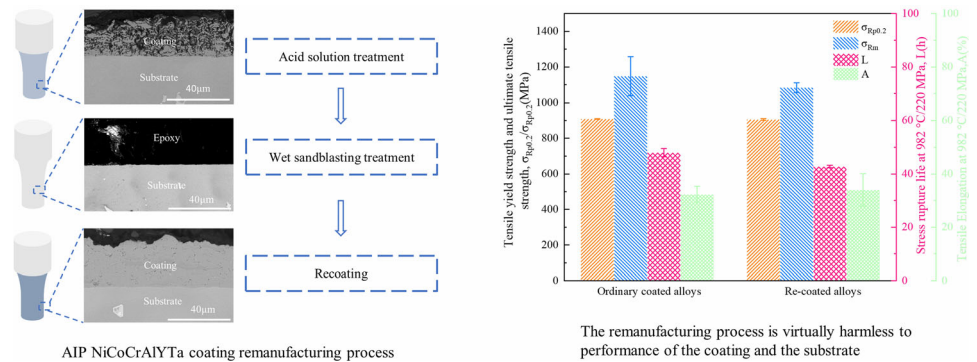 Coating
Substrate
40μm
Acid solution treatment
Epoxy
Substrate
40μm
Wet sandblasting treatment
Coating
Substrate
40μm
Recoating
AIP NiCoCrAlYTa coating remanufacturing process
Tensile yield strength and ultimate tensile
strength, σRp0.2/σRp0.2(MPa)
1400
1200
1000
800
600
400
200
0
σRp0.2
σRm
L
A
Ordinary coated alloys
Re-coated alloys
100
80
60
40
20
0
Stress rupture life at 982 °C/220 MPa, L(h)
100
80
60
40
20
0
Tensile Elongation at 982 °C/220 MPa,A(%)
The remanufacturing process is virtually harmless to
performance of the coating and the substrate